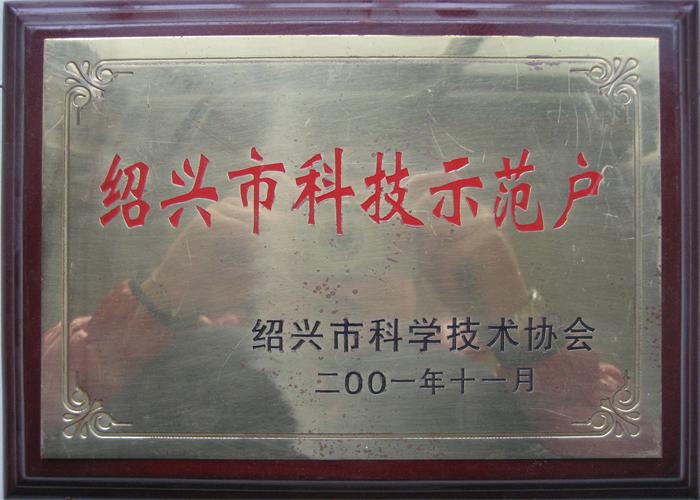 绍兴市科技示范户
绍兴市科学技术协会
二00一年十一月